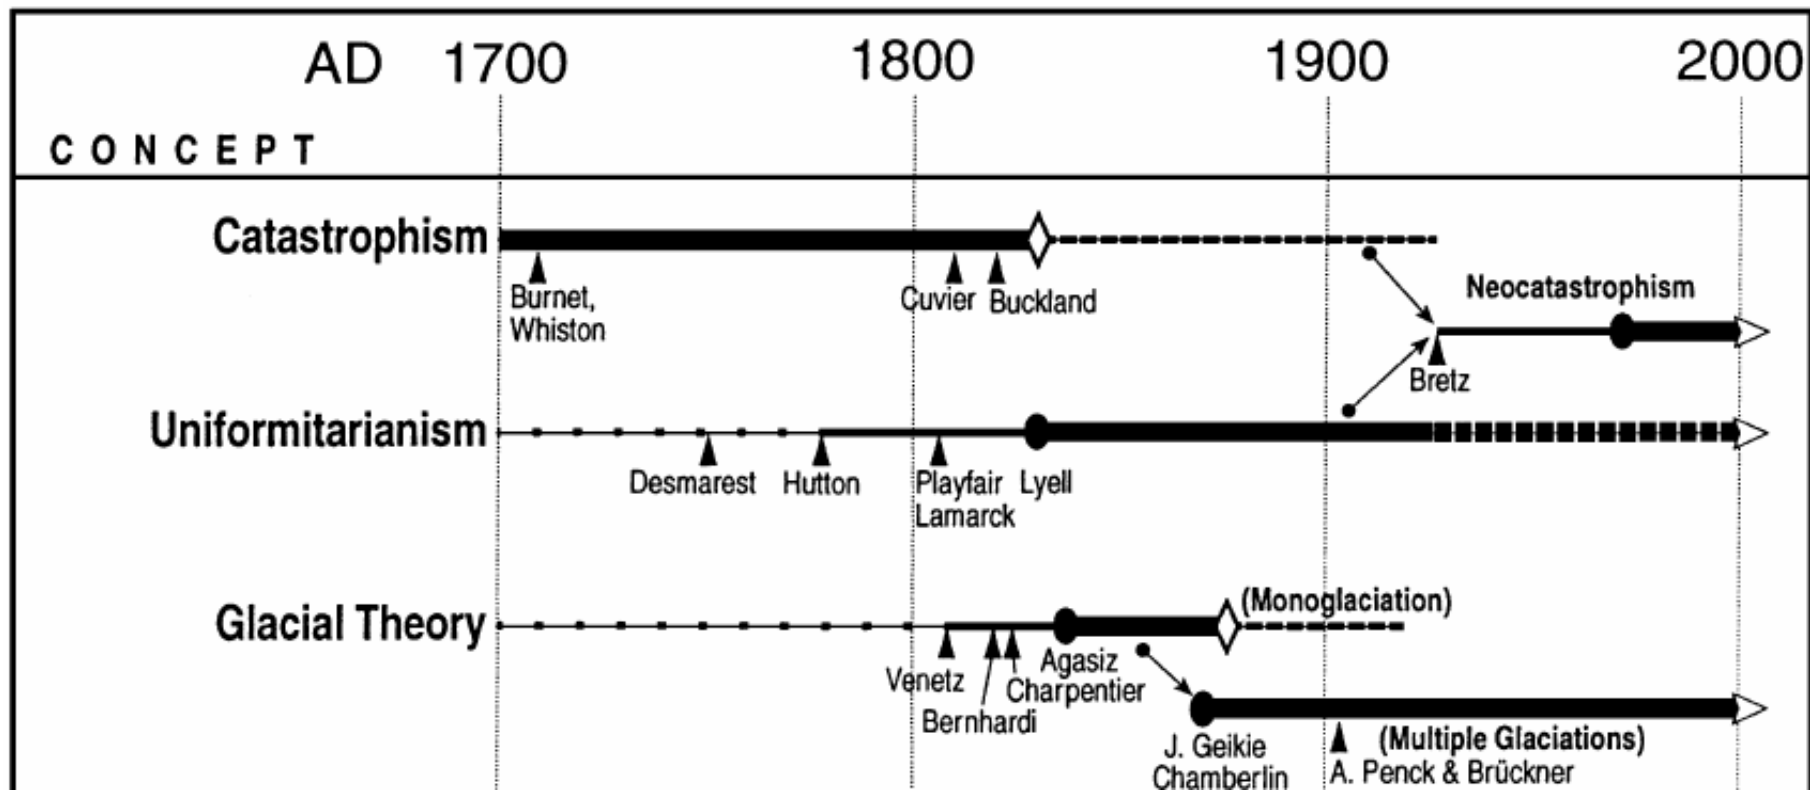 AD 1700 1800 1900 2000
CONCEPT
Catastrophism
Burnet,
Whiston
Cuvier
Buckland
Neocatastrophism
Bretz
Uniformitarianism
Desmarest
Hutton
Playfair
Lamarck
Lyell
Glacial Theory
(Monoglaciation)
Venetz
Bernhardi
Agasiz
Charpentier
J. Geikie
Chamberlin
(Multiple Glaciations)
A. Penck & Brückner